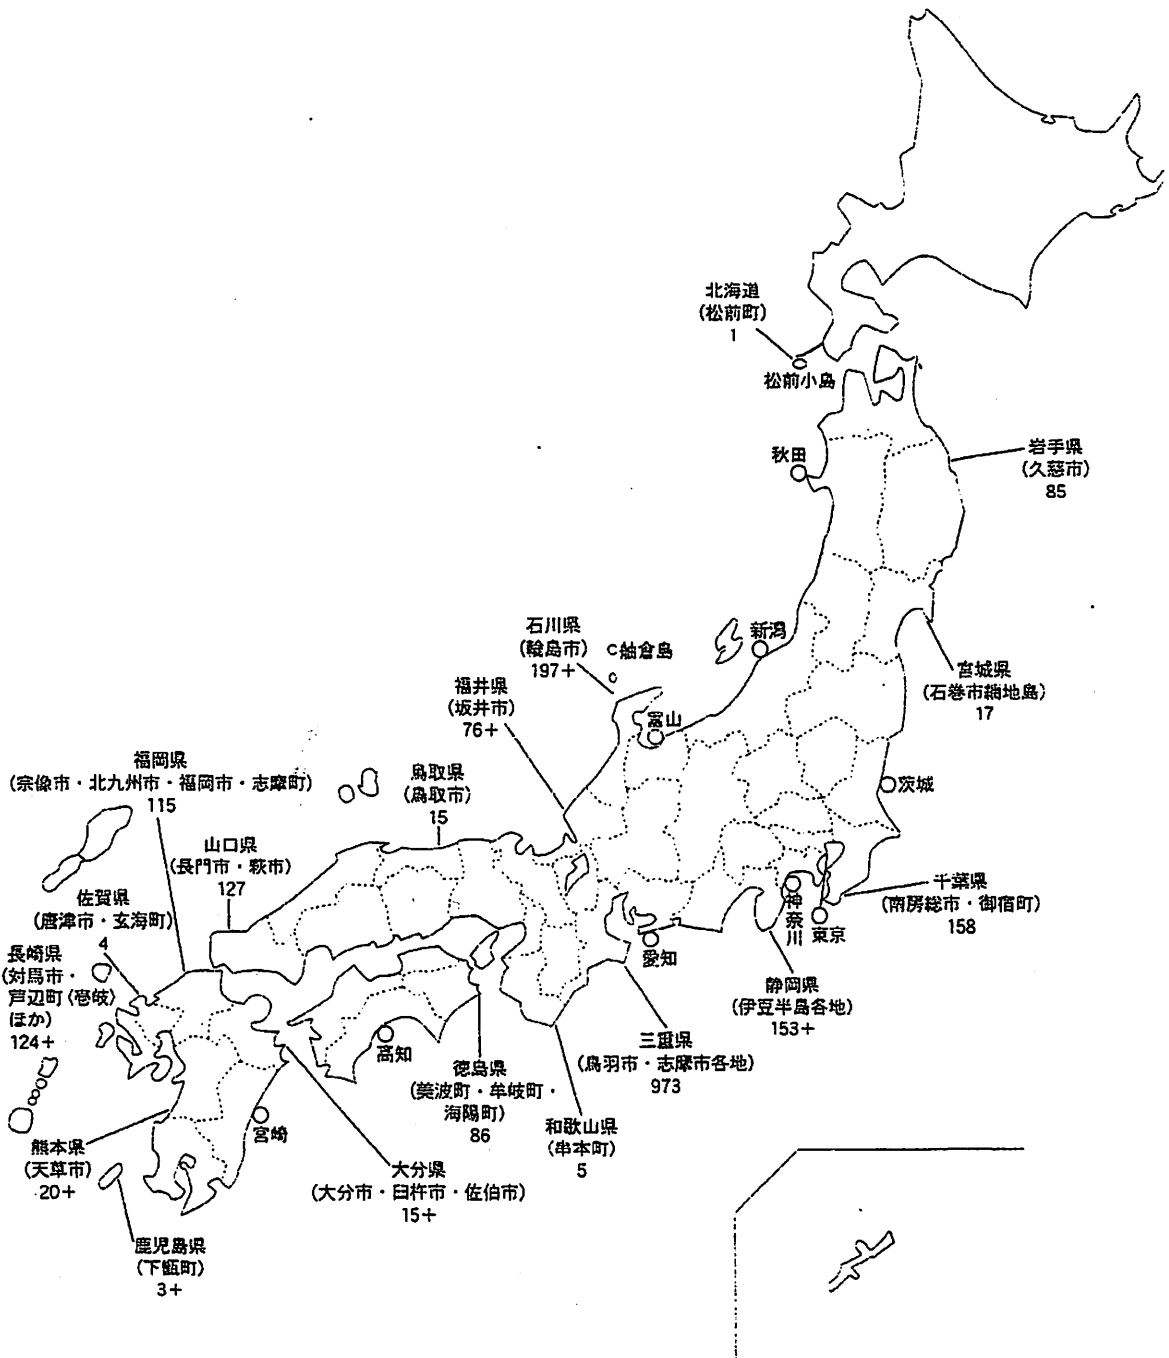 北海道
(松前町)
1
松前小島
秋田
岩手県
(久慈市)
85
石川県
(輪島市)
197+
舳倉島
新潟
宮城県
(石巻市網地島)
17
福井県
(坂井市)
76+
富山
茨城
福岡県
(宗像市・北九州市・福岡市・志摩町)
115
鳥取県
(鳥取市)
15
山口県
(長門市・萩市)
127
佐賀県
(唐津市・玄海町)
4
長崎県
(対馬市・
芦辺町〈壱岐〉
ほか)
124+
千葉県
(南房総市・御宿町)
158
神奈川
東京
愛知
静岡県
(伊豆半島各地)
153+
三重県
(鳥羽市・志摩市各地)
973
高知
徳島県
(美波町・牟岐町・
海陽町)
86
和歌山県
(串本町)
5
宮崎
熊本県
(天草市)
20+
大分県
(大分市・臼杵市・佐伯市)
15+
鹿児島県
(下甑町)
3+